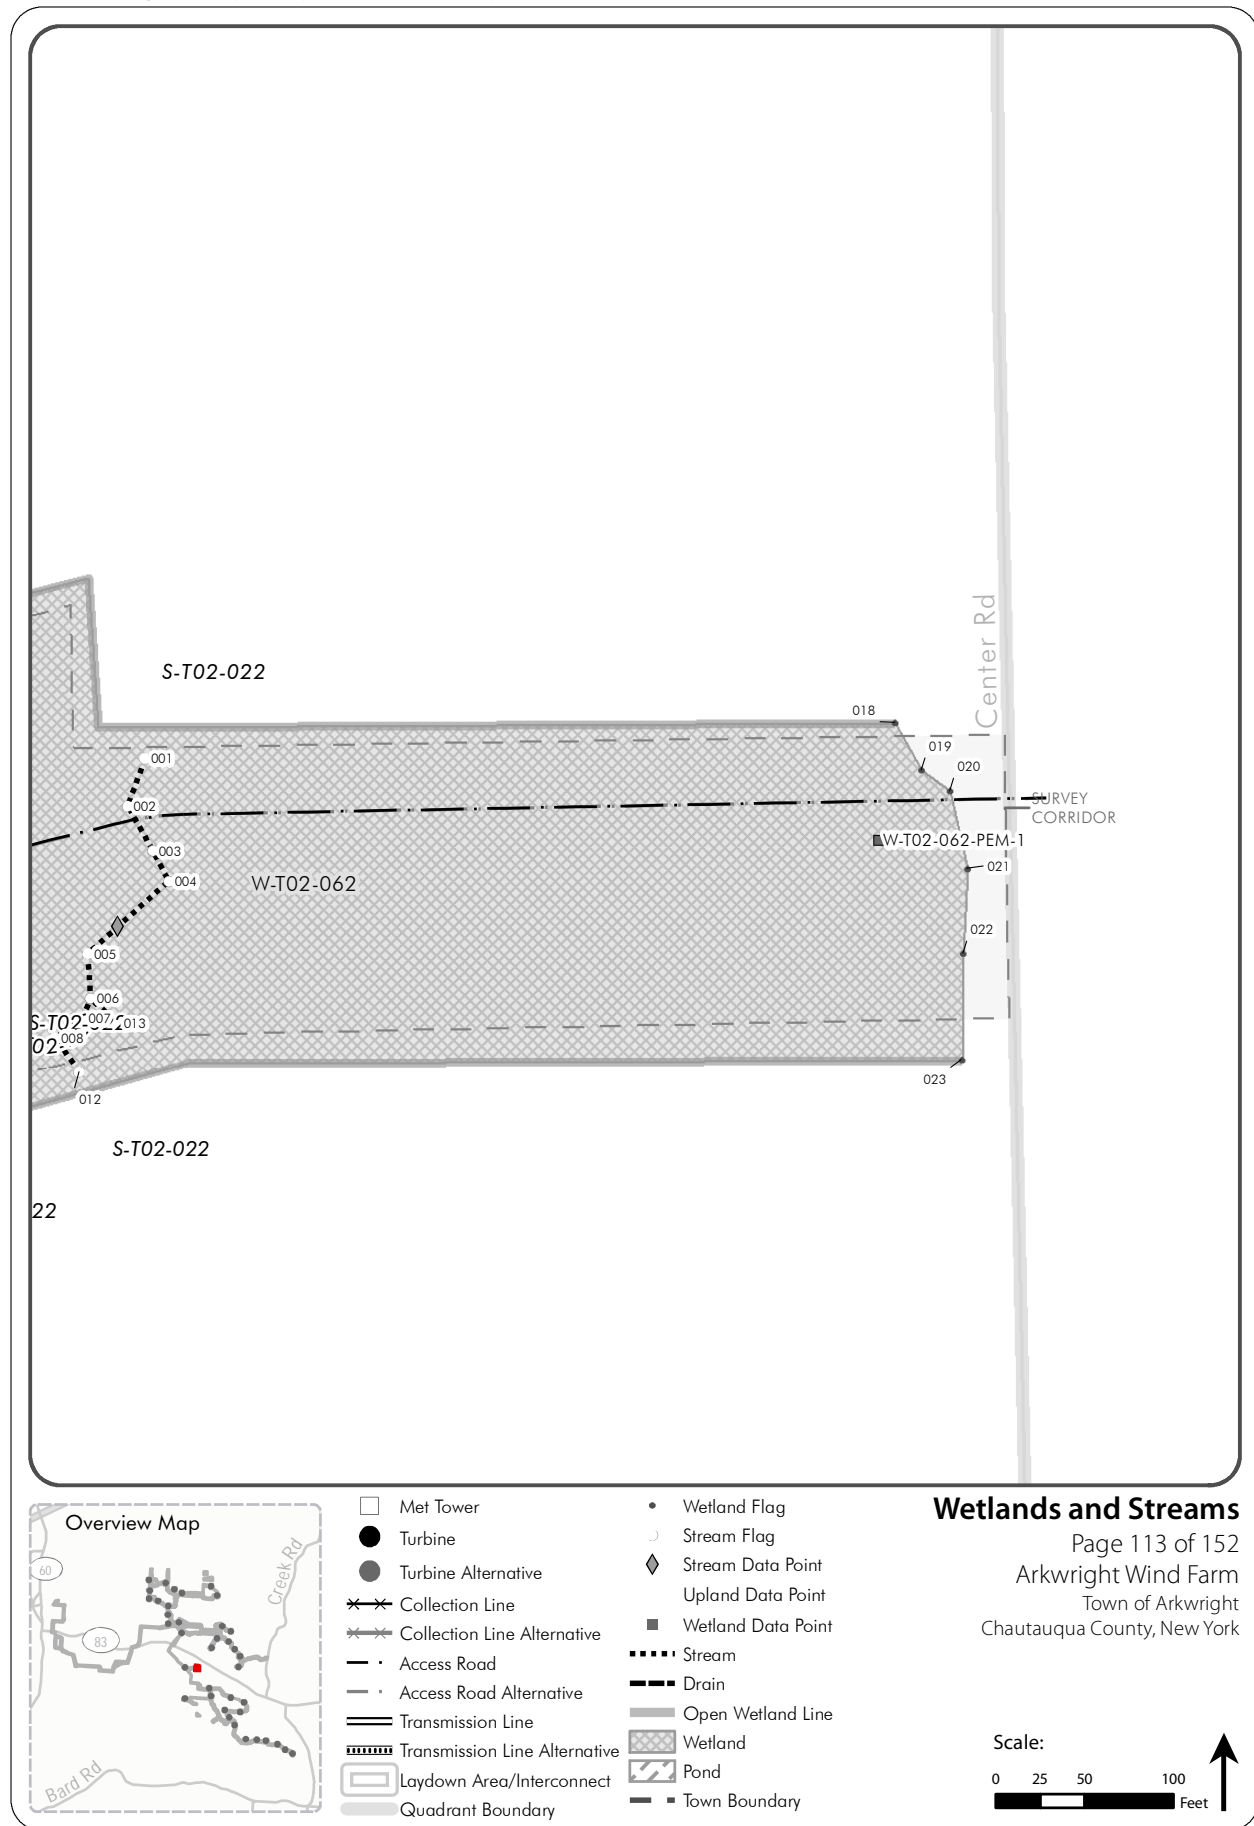 Center Rd
S-T02-022
018
019
020
001
002
SURVEY
CORRIDOR
003
W-T02-062-PEM-1
021
004
W-T02-062
022
005
006
S-T02-022
007
013
008
T02-
023
012
S-T02-022
22
Overview Map
60
Creek Rd
83
Bard Rd
Met Tower
Turbine
Turbine Alternative
Collection Line
Collection Line Alternative
Access Road
Access Road Alternative
Transmission Line
Transmission Line Alternative
Laydown Area/Interconnect
Quadrant Boundary
Wetland Flag
Stream Flag
Stream Data Point
Upland Data Point
Wetland Data Point
Stream
Drain
Open Wetland Line
Wetland
Pond
Town Boundary
Wetlands and Streams
Page 113 of 152
Arkwright Wind Farm
Town of Arkwright
Chautauqua County, New York
Scale:
0 25 50 100
Feet